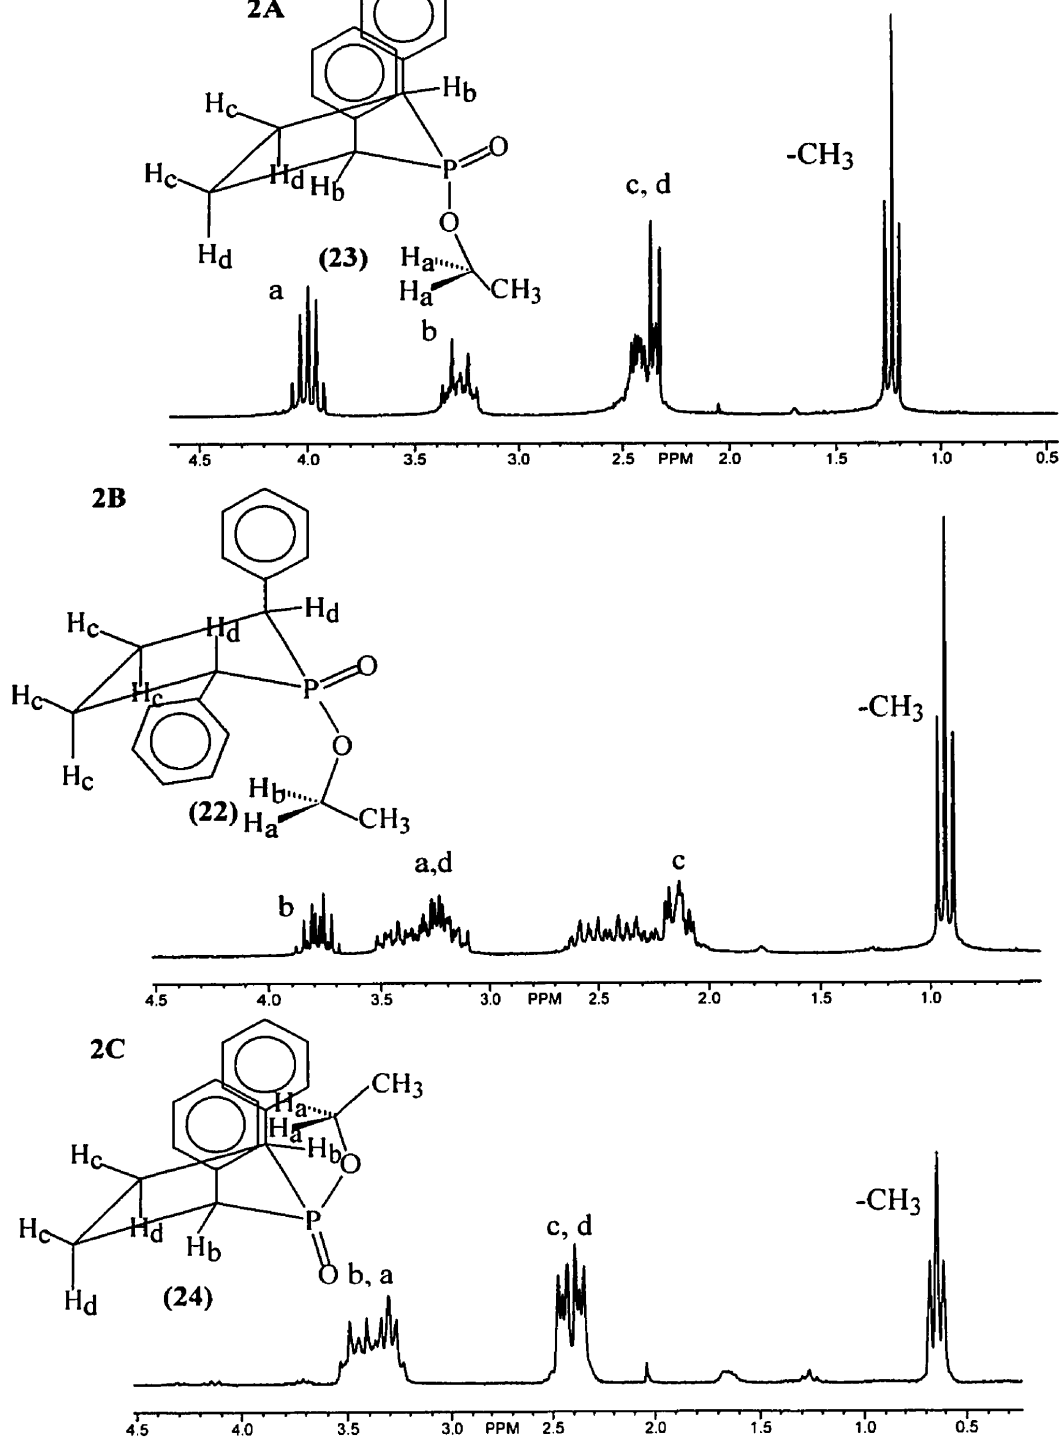 2A
Hb
Hc
O
-CH3
P
Hc
Hd
Hb
c, d
O
Hd
(23)
Ha
Ha
CH3
a
b
4.5 4.0 3.5 3.0 2.5 PPM 2.0 1.5 1.0 0.5
2B
Hd
Hc
Hd
O
Hc
Hc
P
-CH3
O
Hc
Hb
(22)
Ha
CH3
a,d
c
b
4.5 4.0 3.5 3.0 PPM 2.5 2.0 1.5 1.0
2C
CH3
Ha
Ha
Hb
Hc
O
-CH3
Hc
Hd
P
Hb
c, d
O
b, a
Hd
(24)
4.5 4.0 3.5 3.0 PPM 2.5 2.0 1.5 1.0 0.5